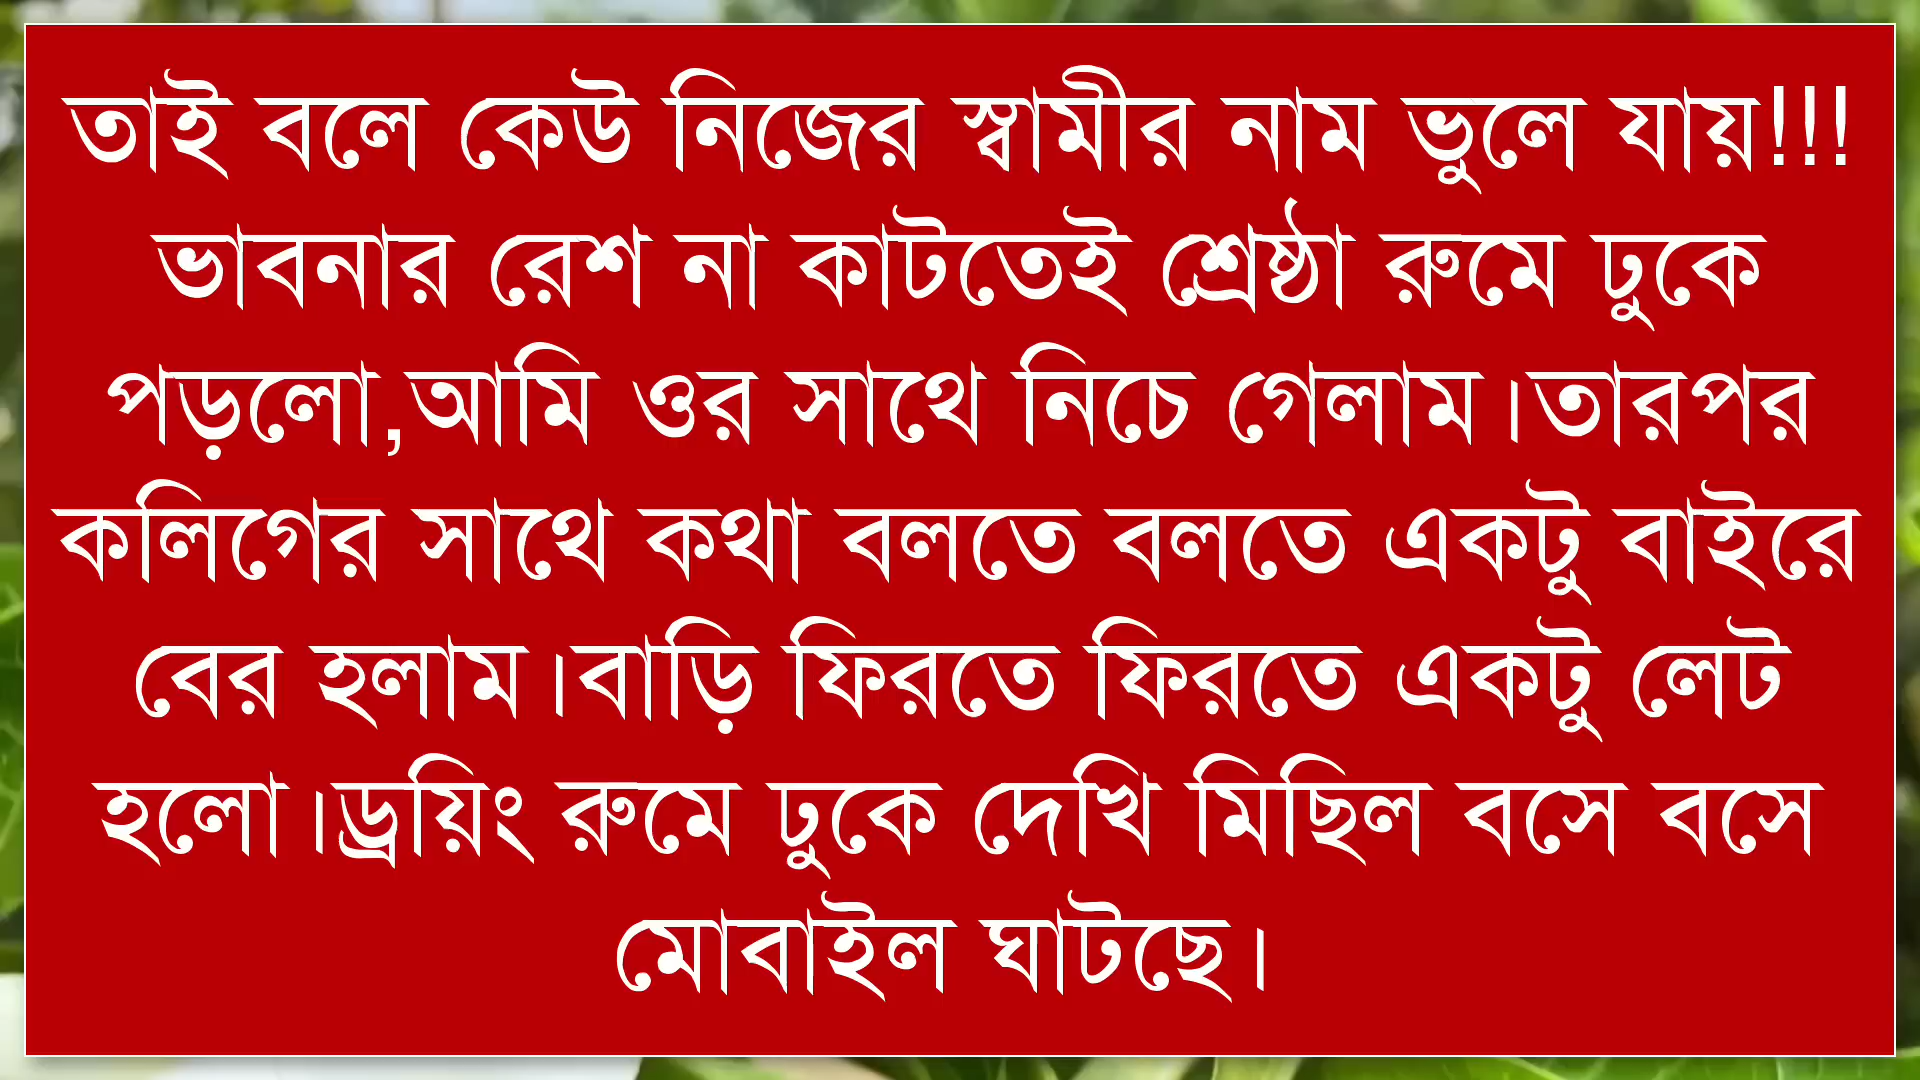 তাই বলে কেউ নিজের স্বামীর নাম ভুলে যায়!!!
ভাবনার রেশ না কাটতেই শ্রেষ্ঠা রুমে ঢুকে
পড়লো,আমি ওর সাথে নিচে গেলাম।তারপর
কলিগের সাথে কথা বলতে বলতে একটু বাইরে
বের হলাম।বাড়ি ফিরতে ফিরতে একটু লেট
হলো।ড্রয়িং রুমে ঢুকে দেখি মিছিল বসে বসে
মোবাইল ঘাটছে।